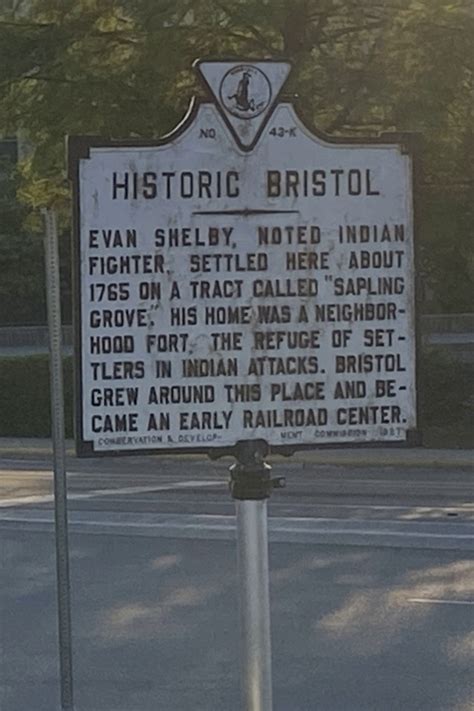 NO. 43-K
HISTORIC BRISTOL
EVAN SHELBY, NOTED INDIAN
FIGHTER, SETTLED HERE ABOUT
1765 ON A TRACT CALLED "SAPLING
GROVE." HIS HOME WAS A NEIGHBOR-
HOOD FORT, THE REFUGE OF SET-
TLERS IN INDIAN ATTACKS. BRISTOL
GREW AROUND THIS PLACE AND BE-
CAME AN EARLY RAILROAD CENTER.
CONSERVATION & DEVELOPMENT COMMISSION